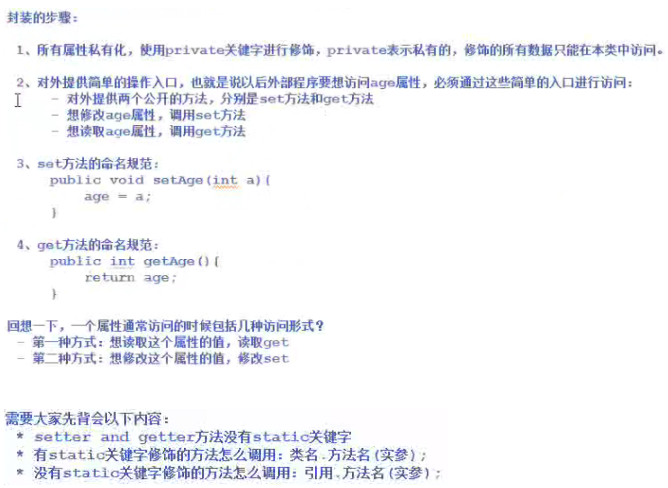 封装的步骤：
1、所有属性私有化，使用private关键字进行修饰，private表示私有的，修饰的所有数据只能在本类中访问。
2、对外提供简单的操作入口，也就是说以后外部程序要想访问age属性，必须通过这些简单的入口进行访问：
- 对外提供两个公开的方法，分别是set方法和get方法
- 想修改age属性，调用set方法
- 想读取age属性，调用get方法
3、set方法的命名规范：
public void setAge(int a){
age = a;
}
4、get方法的命名规范：
public int getAge(){
return age;
}
回想一下，一个属性通常访问的时候包括几种访问形式？
- 第一种方式：想读取这个属性的值，读取get
- 第二种方式：想修改这个属性的值，修改set
需要大家先背会以下内容：
* setter and getter方法没有static关键字
* 有static关键字修饰的方法怎么调用：类名.方法名(实参);
* 没有static关键字修饰的方法怎么调用：引用.方法名(实参);